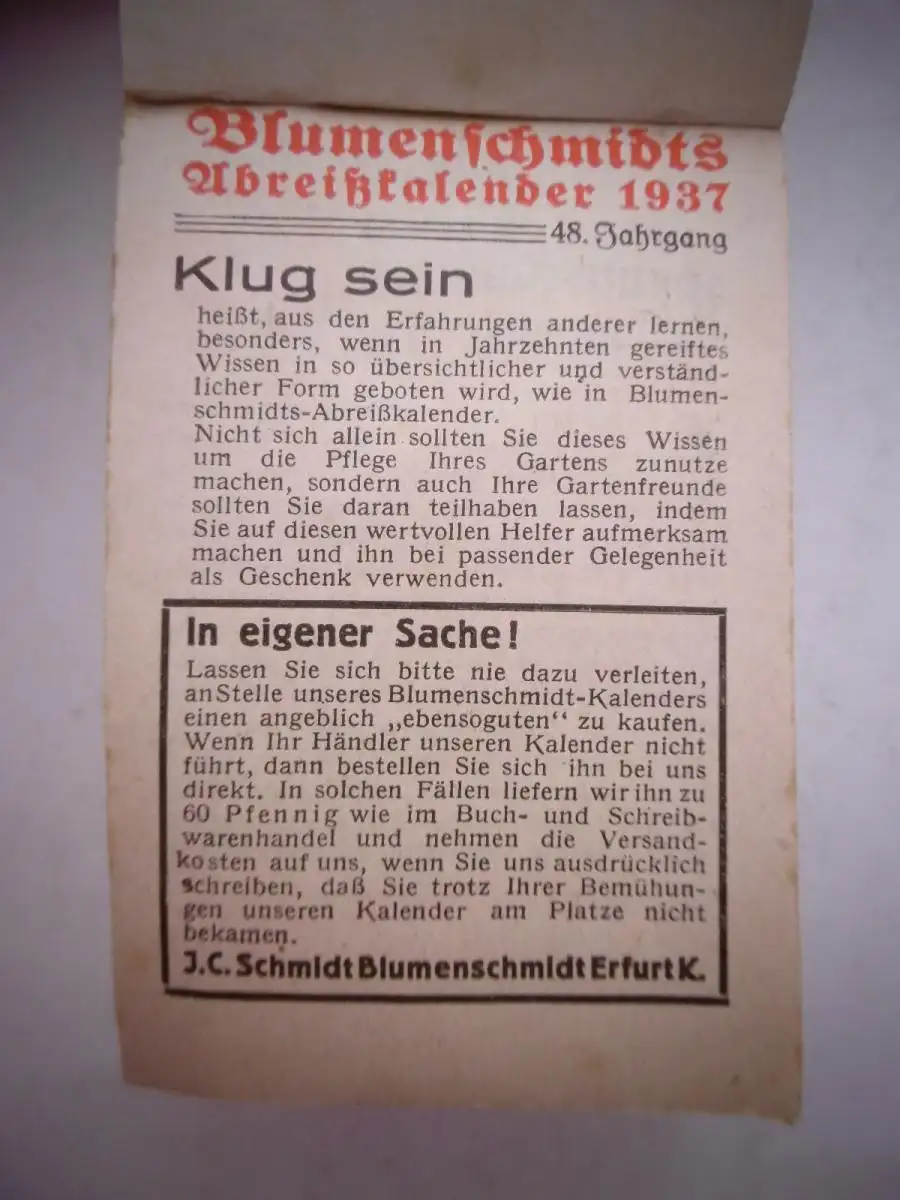 Blumenschmidts
Abreißkalender 1937
48. Jahrgang
Klug sein
heißt, aus den Erfahrungen anderer lernen,
besonders, wenn in Jahrzehnten gereiftes
Wissen in so übersichtlicher und verständ-
licher Form geboten wird, wie in Blumen-
schmidts-Abreißkalender.
Nicht sich allein sollten Sie dieses Wissen
um die Pflege Ihres Gartens zunutze
machen, sondern auch Ihre Gartenfreunde
sollten Sie daran teilhaben lassen, indem
Sie auf diesen wertvollen Helfer aufmerksam
machen und ihn bei passender Gelegenheit
als Geschenk verwenden.
In eigener Sache!
Lassen Sie sich bitte nie dazu verleiten,
an Stelle unseres Blumenschmidt-Kalenders
einen angeblich „ebensoguten“ zu kaufen.
Wenn Ihr Händler unseren Kalender nicht
führt, dann bestellen Sie sich ihn bei uns
direkt. In solchen Fällen liefern wir ihn zu
60 Pfennig wie im Buch- und Schreib-
warenhandel und nehmen die Versand-
kosten auf uns, wenn Sie uns ausdrücklich
schreiben, daß Sie trotz Ihrer Bemühun-
gen unseren Kalender am Platze nicht
bekamen.
J.C. Schmidt Blumenschmidt Erfurt K.